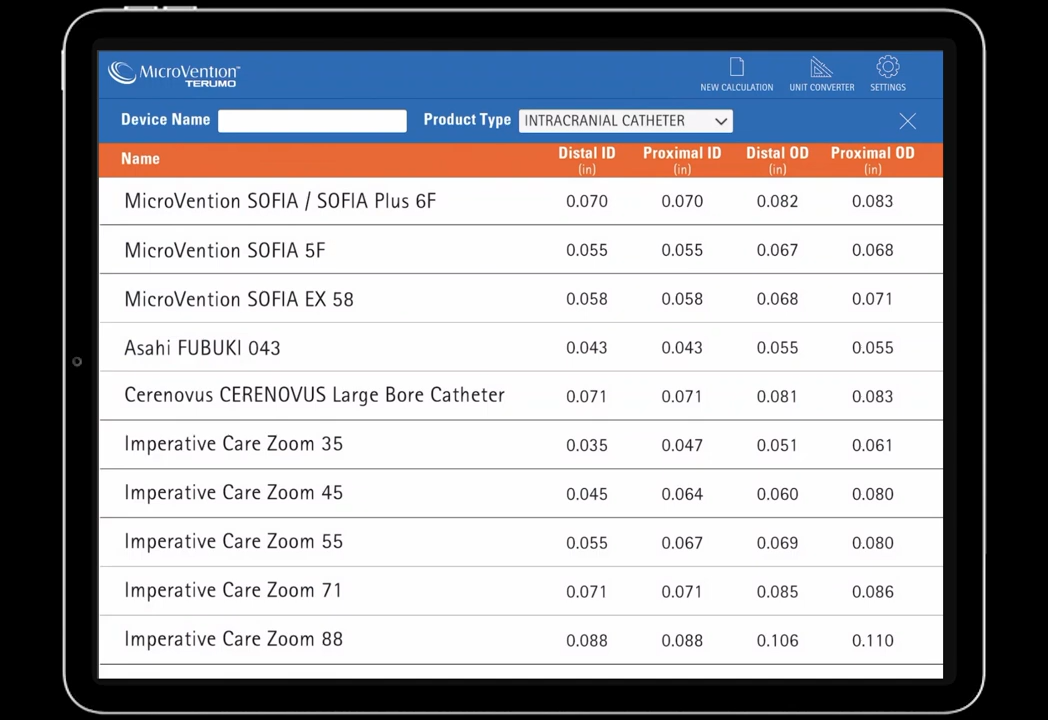 MicroVention™
TERUMO
NEW CALCULATION UNIT CONVERTER SETTINGS
Device Name Product Type INTRACRANIAL CATHETER
Name Distal ID (in) Proximal ID (in) Distal OD (in) Proximal OD (in)
MicroVention SOFIA / SOFIA Plus 6F 0.070 0.070 0.082 0.083
MicroVention SOFIA 5F 0.055 0.055 0.067 0.068
MicroVention SOFIA EX 58 0.058 0.058 0.068 0.071
Asahi FUBUKI 043 0.043 0.043 0.055 0.055
Cerenovus CERENOVUS Large Bore Catheter 0.071 0.071 0.081 0.083
Imperative Care Zoom 35 0.035 0.047 0.051 0.061
Imperative Care Zoom 45 0.045 0.064 0.060 0.080
Imperative Care Zoom 55 0.055 0.067 0.069 0.080
Imperative Care Zoom 71 0.071 0.071 0.085 0.086
Imperative Care Zoom 88 0.088 0.088 0.106 0.110